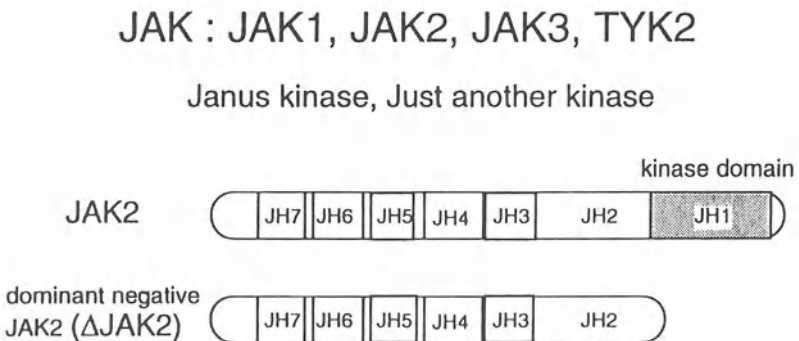 JAK : JAK1, JAK2, JAK3, TYK2
Janus kinase, Just another kinase
kinase domain
JAK2 JH7 JH6 JH5 JH4 JH3 JH2 JH1
dominant negative
JAK2 (ΔJAK2) JH7 JH6 JH5 JH4 JH3 JH2